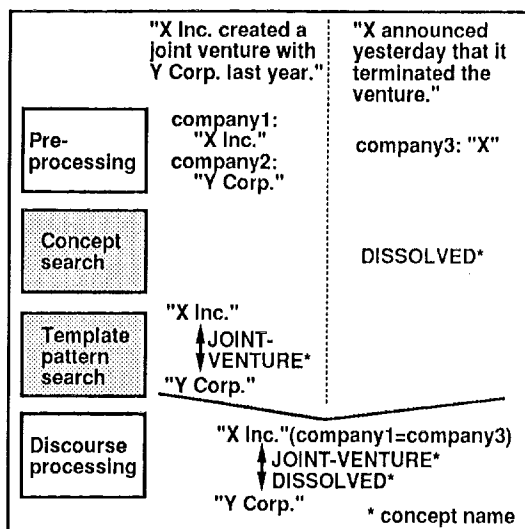 "X Inc. created a
joint venture with
Y Corp. last year."
"X announced
yesterday that it
terminated the
venture."
Pre-
processing
company1:
"X Inc."
company2:
"Y Corp."
company3: "X"
Concept
search
DISSOLVED*
Template
pattern
search
"X Inc."
JOINT-
VENTURE*
"Y Corp."
Discourse
processing
"X Inc."(company1=company3)
JOINT-VENTURE*
DISSOLVED*
"Y Corp."
* concept name